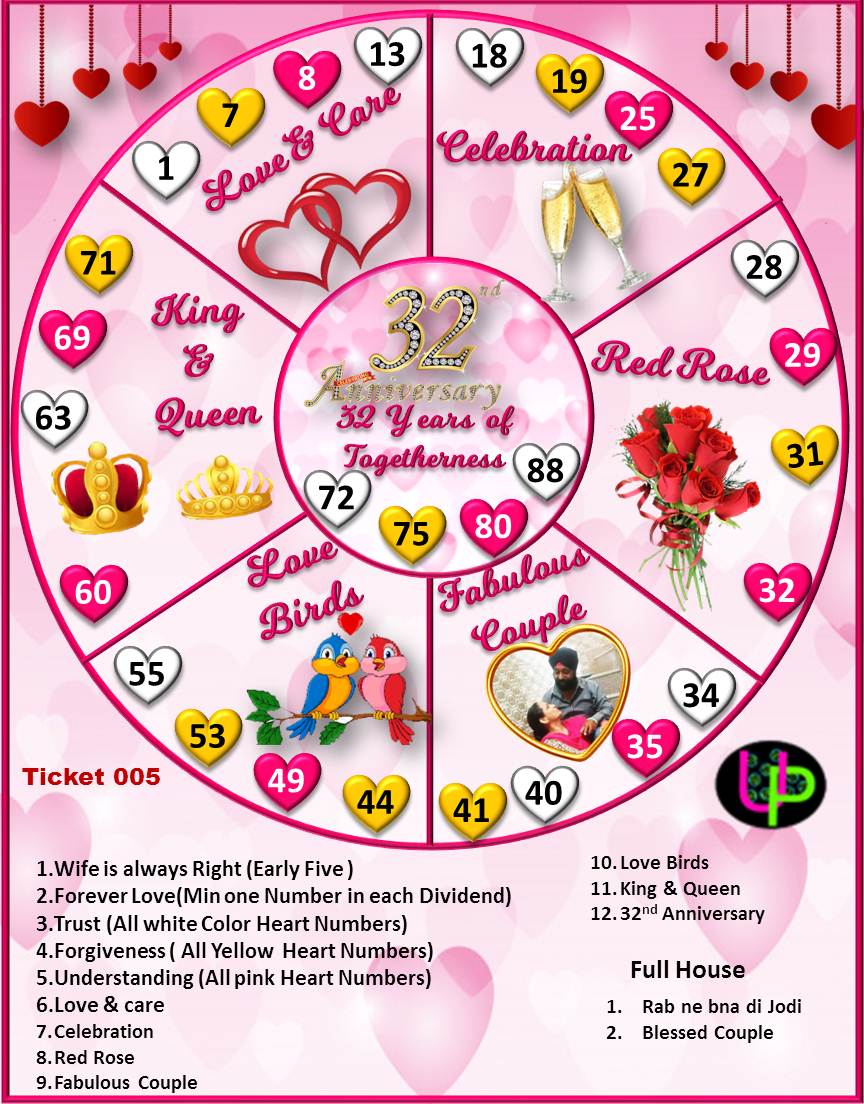 13
8
7
1
Love & Care
18
19
25
27
Celebration
71
69
63
60
King
&
Queen
28
29
31
32
Red Rose
32nd
Anniversary
32 Years of
Togetherness
72
75
80
88
Love
Birds
55
53
49
44
Fabulous
Couple
34
35
40
41
Ticket 005
UP
1.Wife is always Right (Early Five )
2.Forever Love(Min one Number in each Dividend)
3.Trust (All white Color Heart Numbers)
4.Forgiveness ( All Yellow Heart Numbers)
5.Understanding (All pink Heart Numbers)
6.Love & care
7.Celebration
8.Red Rose
9.Fabulous Couple
10. Love Birds
11. King & Queen
12. 32nd Anniversary
Full House
1. Rab ne bna di Jodi
2. Blessed Couple